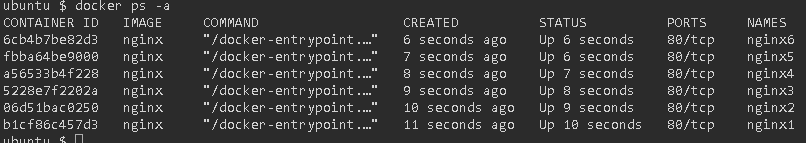 ubuntu $ docker ps -a
CONTAINER ID   IMAGE     COMMAND                  CREATED          STATUS          PORTS     NAMES
6cb4b7be82d3   nginx     "/docker-entrypoint.…"   6 seconds ago    Up 6 seconds    80/tcp    nginx6
fbba64be9000   nginx     "/docker-entrypoint.…"   7 seconds ago    Up 6 seconds    80/tcp    nginx5
a56533b4f228   nginx     "/docker-entrypoint.…"   8 seconds ago    Up 7 seconds    80/tcp    nginx4
5228e7f2202a   nginx     "/docker-entrypoint.…"   9 seconds ago    Up 8 seconds    80/tcp    nginx3
06d51bac0250   nginx     "/docker-entrypoint.…"   10 seconds ago   Up 9 seconds    80/tcp    nginx2
b1cf86c457d3   nginx     "/docker-entrypoint.…"   11 seconds ago   Up 10 seconds   80/tcp    nginx1
ubuntu $